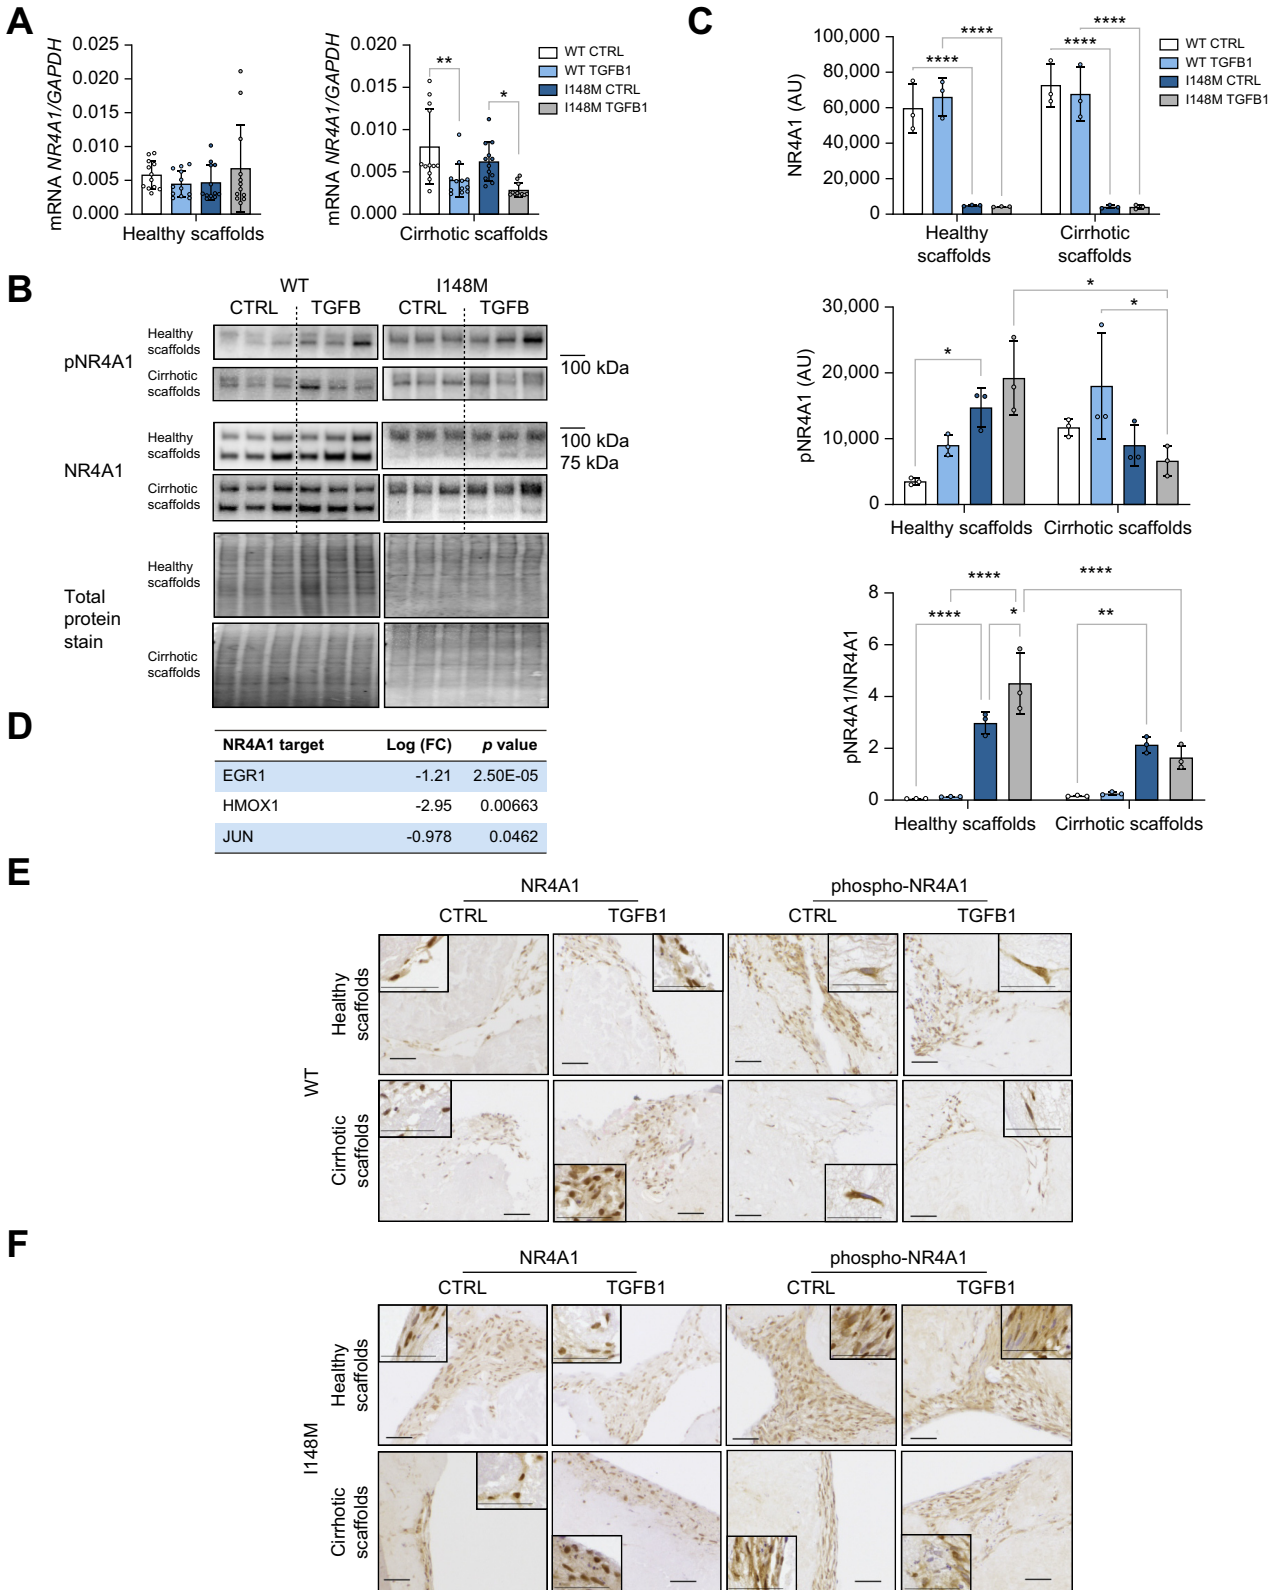 A
mRNA NR4A1/GAPDH
0.025
0.020
0.015
0.010
0.005
0.000
Healthy scaffolds
mRNA NR4A1/GAPDH
0.020
0.015
0.010
0.005
0.000
**
*
Cirrhotic scaffolds
WT CTRL
WT TGFB1
I148M CTRL
I148M TGFB1
B
WT
I148M
CTRL
TGFB
CTRL
TGFB
pNR4A1
Healthy
scaffolds
Cirrhotic
scaffolds
100 kDa
NR4A1
Healthy
scaffolds
Cirrhotic
scaffolds
100 kDa
75 kDa
Total
protein
stain
Healthy
scaffolds
Cirrhotic
scaffolds
C
NR4A1 (AU)
100,000
80,000
60,000
40,000
20,000
0
****
****
****
****
Healthy
scaffolds
Cirrhotic
scaffolds
WT CTRL
WT TGFB1
I148M CTRL
I148M TGFB1
pNR4A1 (AU)
30,000
20,000
10,000
0
*
*
*
Healthy scaffolds
Cirrhotic scaffolds
pNR4A1/NR4A1
8
6
4
2
0
****
****
*
****
**
Healthy scaffolds
Cirrhotic scaffolds
D
NR4A1 target Log (FC) p value
EGR1 -1.21 2.50E-05
HMOX1 -2.95 0.00663
JUN -0.978 0.0462
E
NR4A1
phospho-NR4A1
CTRL
TGFB1
CTRL
TGFB1
WT
Healthy
scaffolds
Cirrhotic
scaffolds
F
NR4A1
phospho-NR4A1
CTRL
TGFB1
CTRL
TGFB1
I148M
Healthy
scaffolds
Cirrhotic
scaffolds